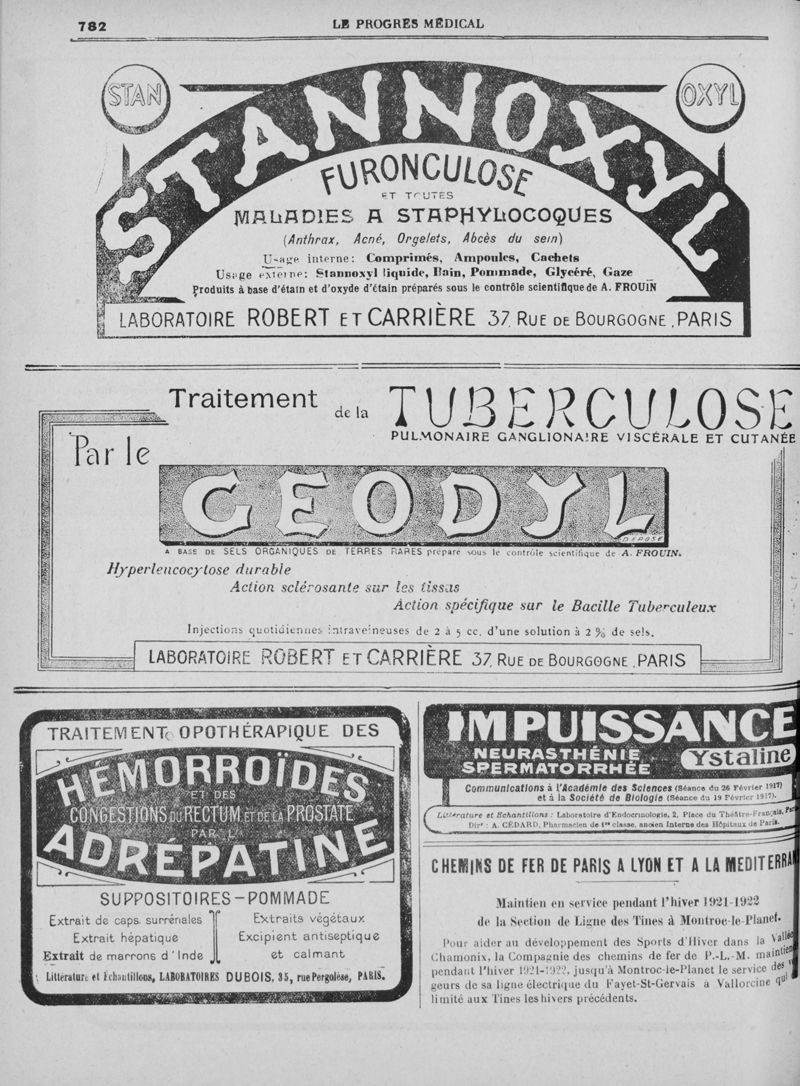 782
LE PROGRÈS MÉDICAL
STAN
OXYL
STANNOXYL
FURONCULOSE
ET TOUTES
MALADIES A STAPHYLOCOQUES
(Anthrax, Acné, Orgelets, Abcès du sein)
Usage interne: Comprimés, Ampoules, Cachets
Usage externe: Stannoxyl liquide, Bain, Pommade, Glycéré, Gaze
Produits à base d'étain et d'oxyde d'étain préparés sous le contrôle scientifique de A. FROUIN
LABORATOIRE ROBERT ET CARRIÈRE 37, RUE DE BOURGOGNE, PARIS
Traitement de la TUBERCULOSE
PULMONAIRE GANGLIONAIRE VISCÉRALE ET CUTANÉE
Par le
GEODYL
DÉPOSÉ
A BASE DE SELS ORGANIQUES DE TERRES RARES préparé sous le contrôle scientifique de A. FROUIN.
Hyperleucocytose durable
Action sclérosante sur les tissas
Action spécifique sur le Bacille Tuberculeux
Injections quotidiennes intraveineuses de 2 à 5 cc. d'une solution à 2 % de sels.
LABORATOIRE ROBERT ET CARRIÈRE 37, RUE DE BOURGOGNE, PARIS
TRAITEMENT OPOTHÉRAPIQUE DES
HÉMORROÏDES
ET DES
CONGESTIONS DU RECTUM ET DE LA PROSTATE
PAR L'
ADRÉPATINE
SUPPOSITOIRES - POMMADE
Extrait de caps. surrénales
Extrait hépatique
Extrait de marrons d'Inde
Extraits végétaux
Excipient antiseptique
et calmant
Littérature et Échantillons, LABORATOIRES DUBOIS, 35, rue Pergolèse, PARIS.
IMPUISSANCE
NEURASTHÉNIE
SPERMATORRHÉE
Ystaline
Communications à l'Académie des Sciences (Séance du 26 Février 1917)
et à la Société de Biologie (Séance du 19 Février 1917).
Littérature et Echantillons : Laboratoire d'Endocrinologie, 2, Place du Théâtre-Français, Paris
Dir° : A. GÉDARD, Pharmacien de 1re classe, ancien Interne des Hôpitaux de Paris.
CHEMINS DE FER DE PARIS A LYON ET A LA MEDITERRAN
Maintien en service pendant l'hiver 1921-1922
de la Section de Ligne des Tines à Montroc-le-Planet.
Pour aider au développement des Sports d'Hiver dans la Vallée
Chamonix, la Compagnie des chemins de fer de P.-L.-M. maintient
pendant l'hiver 1921-1922, jusqu'à Montroc-le-Planet le service des
geurs de sa ligne électrique du Fayet-St-Gervais a Vallorcine qui
limité aux Tines les hivers précédents.